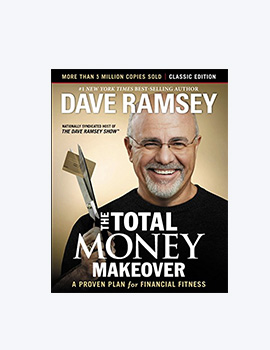 MORE THAN 5 MILLION COPIES SOLD | CLASSIC EDITION
#1 NEW YORK TIMES BEST-SELLING AUTHOR
DAVE RAMSEY
NATIONALLY SYNDICATED HOST OF
THE DAVE RAMSEY SHOW™
THE TOTAL
MONEY
MAKEOVER
A PROVEN PLAN for FINANCIAL FITNESS